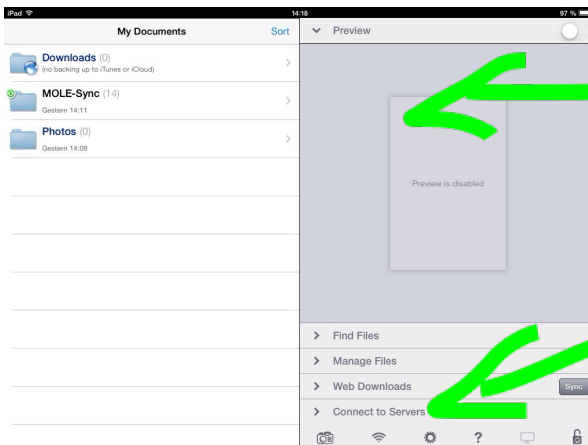 iPad 14:18 97 %
My Documents Sort
Downloads (0)
(no backing up to iTunes or iCloud)
MOLE-Sync (14)
Gestern 14:11
Photos (0)
Gestern 14:08
Preview
Preview is disabled
Find Files
Manage Files
Web Downloads Sync
Connect to Servers
?